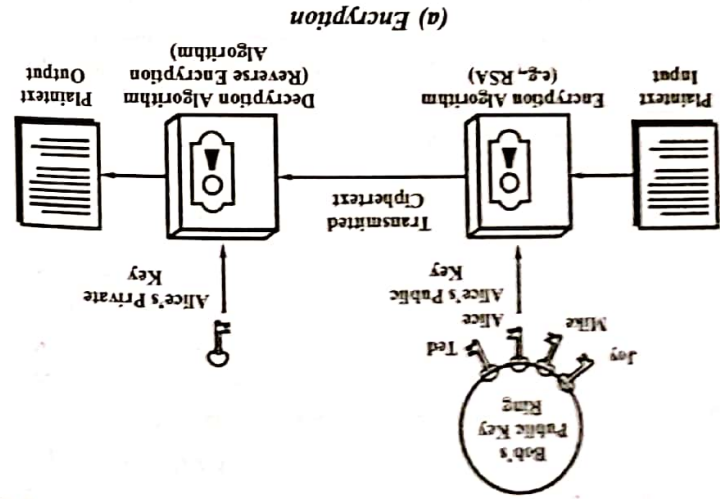 Bob's
Public Key
Ring
Joy
Ted
Mike
Alice
Alice's Public
Key
Alice's Private
Key
Transmitted
Ciphertext
Plaintext
Input
Encryption Algorithm
(e.g., RSA)
Decryption Algorithm
(Reverse Encryption
Algorithm)
Plaintext
Output
(a) Encryption